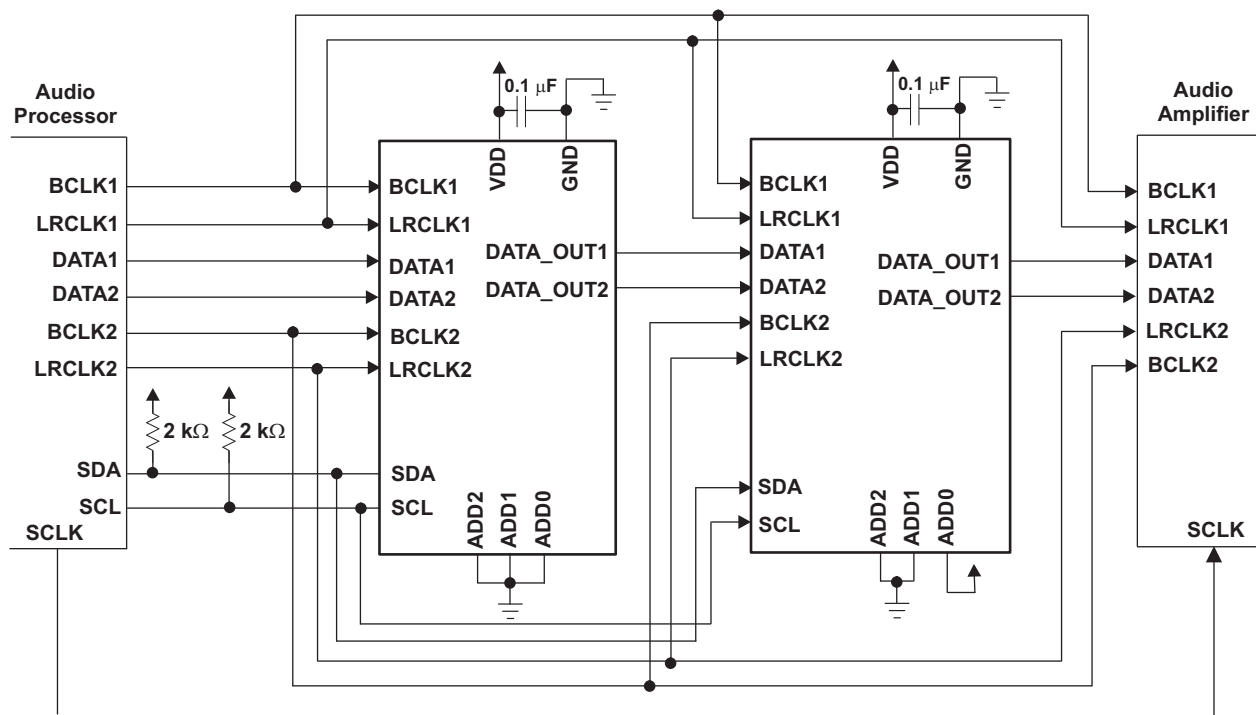 Audio
Processor
BCLK1
LRCLK1
DATA1
DATA2
BCLK2
LRCLK2
2 kΩ
2 kΩ
SDA
SCL
SCLK
0.1 μF
VDD
GND
BCLK1
LRCLK1
DATA1
DATA2
BCLK2
LRCLK2
DATA_OUT1
DATA_OUT2
SDA
SCL
ADD2
ADD1
ADD0
0.1 μF
VDD
GND
BCLK1
LRCLK1
DATA1
DATA2
BCLK2
LRCLK2
DATA_OUT1
DATA_OUT2
SDA
SCL
ADD2
ADD1
ADD0
Audio
Amplifier
BCLK1
LRCLK1
DATA1
DATA2
LRCLK2
BCLK2
SCLK